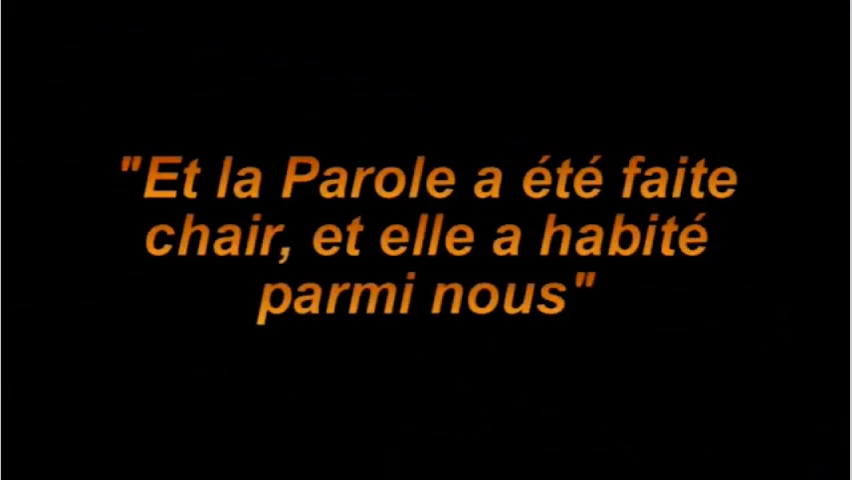 "Et la Parole a été faite
chair, et elle a habité
parmi nous"